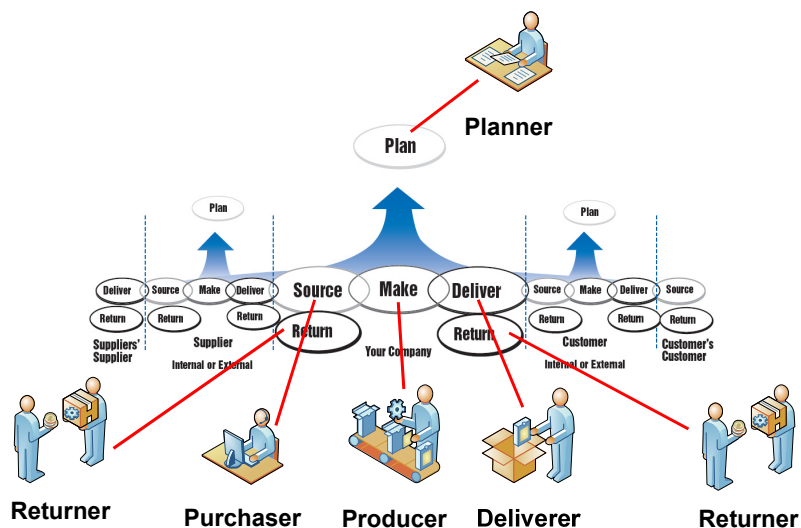 Planner
Plan
Plan
Plan
Deliver
Source
Make
Deliver
Source
Make
Deliver
Source
Make
Deliver
Source
Return
Return
Return
Return
Return
Return
Return
Return
Suppliers'
Supplier
Supplier
Internal or External
Your Company
Customer
Internal or External
Customer's
Customer
Returner
Purchaser
Producer
Deliverer
Returner